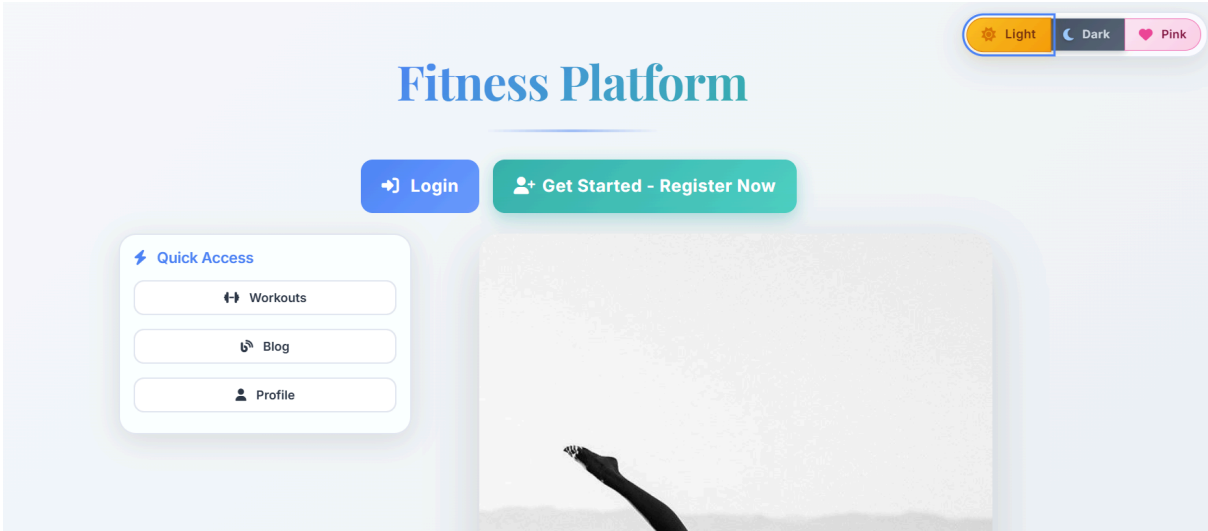 Light
Dark
Pink
Fitness Platform
Login
Get Started - Register Now
Quick Access
Workouts
Blog
Profile